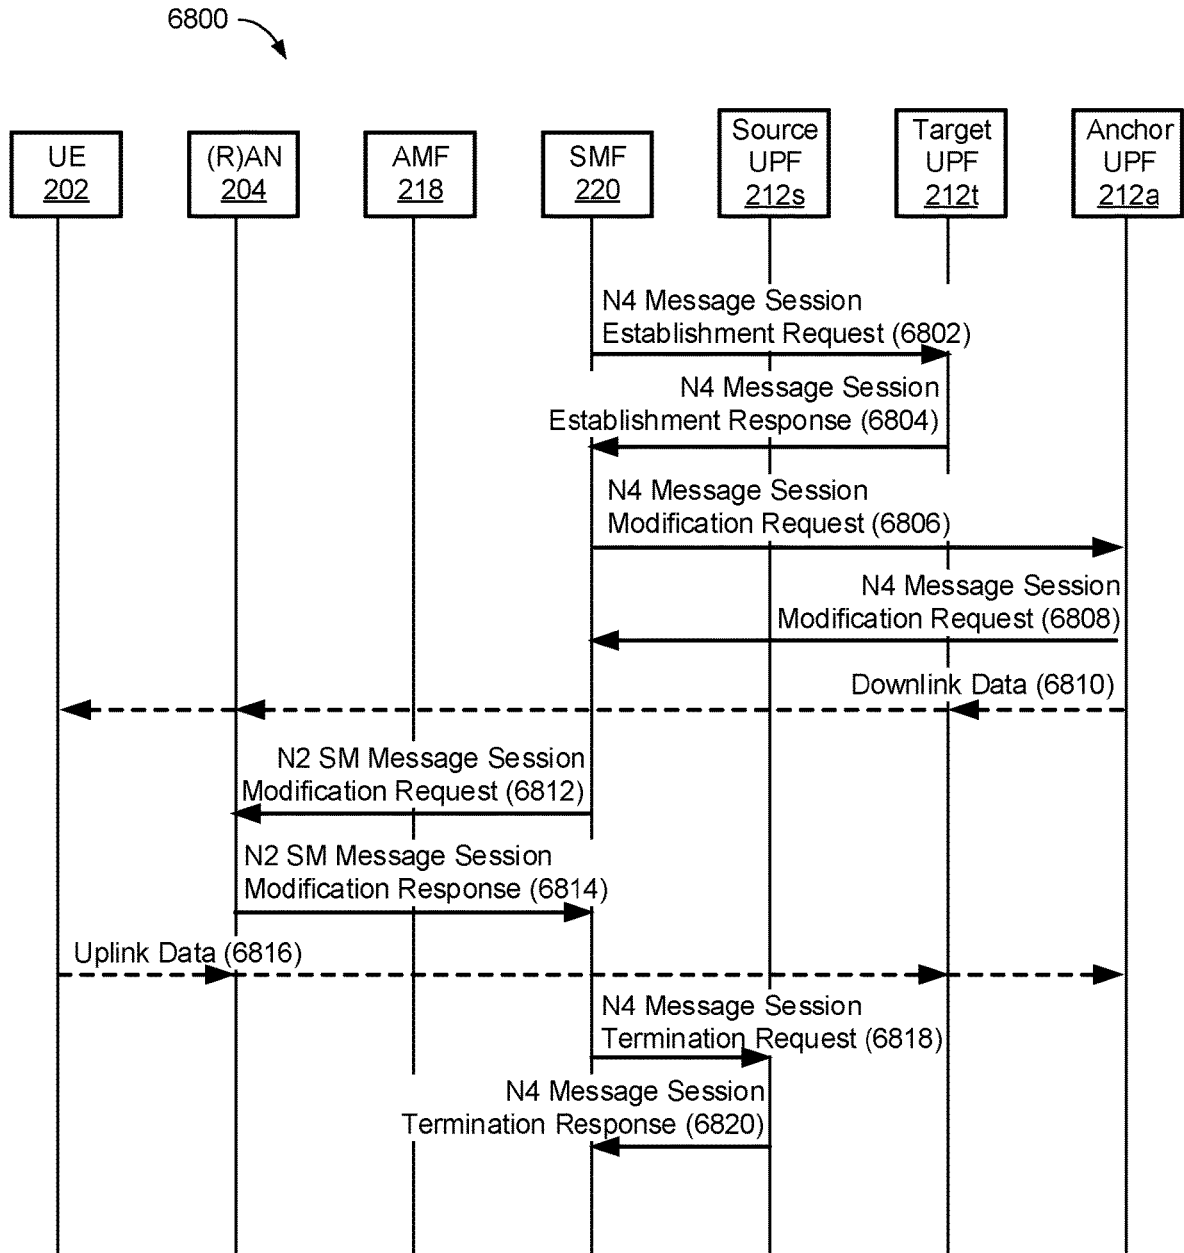 6800
UE
202
(R)AN
204
AMF
218
SMF
220
Source
UPF
212s
Target
UPF
212t
Anchor
UPF
212a
N4 Message Session
Establishment Request (6802)
N4 Message Session
Establishment Response (6804)
N4 Message Session
Modification Request (6806)
N4 Message Session
Modification Request (6808)
Downlink Data (6810)
N2 SM Message Session
Modification Request (6812)
N2 SM Message Session
Modification Response (6814)
Uplink Data (6816)
N4 Message Session
Termination Request (6818)
N4 Message Session
Termination Response (6820)